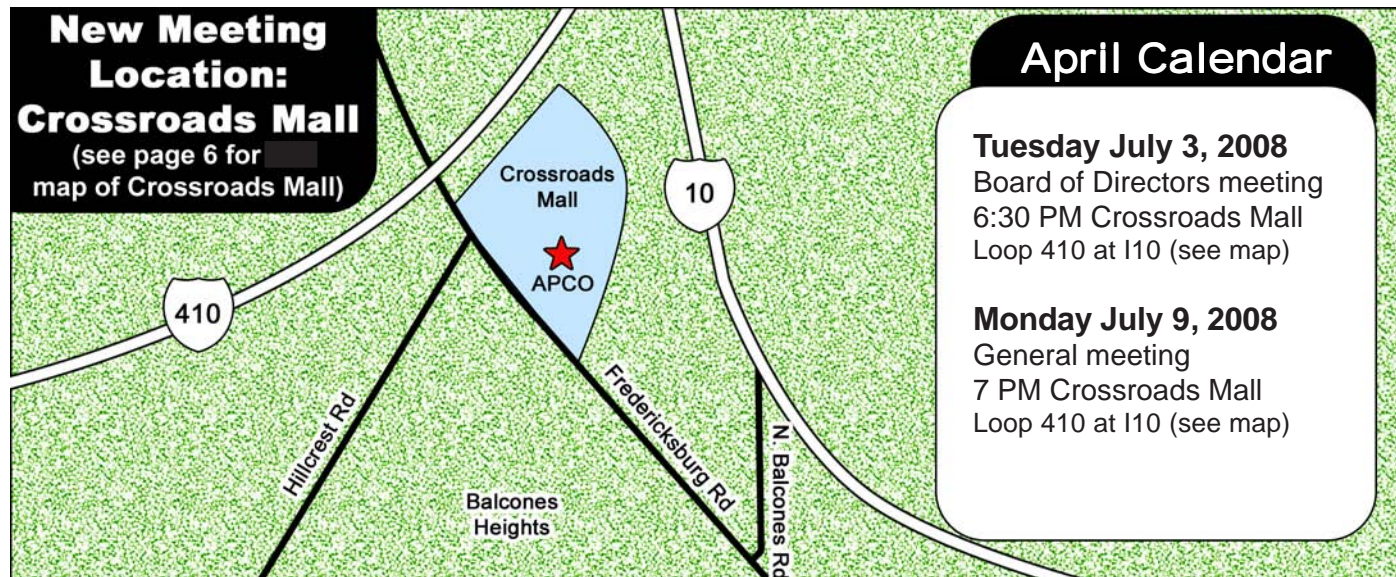 New Meeting
Location:
Crossroads Mall
(see page 6 for
map of Crossroads Mall)
Crossroads
Mall
APCO
10
410
Hillcrest Rd
Fredericksburg Rd
N. Balcones Rd
Balcones
Heights
April Calendar
Tuesday July 3, 2008
Board of Directors meeting
6:30 PM Crossroads Mall
Loop 410 at I10 (see map)
Monday July 9, 2008
General meeting
7 PM Crossroads Mall
Loop 410 at I10 (see map)